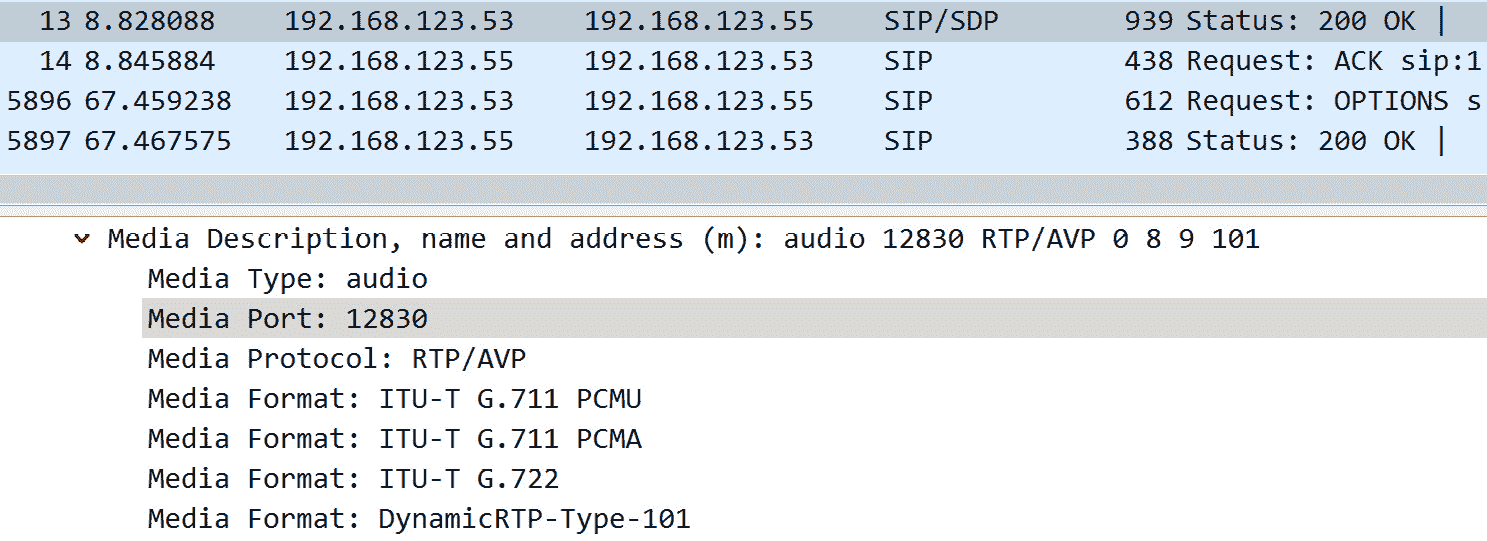 13 8.828088 192.168.123.53 192.168.123.55 SIP/SDP 939 Status: 200 OK |
14 8.845884 192.168.123.55 192.168.123.53 SIP 438 Request: ACK sip:1
5896 67.459238 192.168.123.53 192.168.123.55 SIP 612 Request: OPTIONS s
5897 67.467575 192.168.123.55 192.168.123.53 SIP 388 Status: 200 OK |
Media Description, name and address (m): audio 12830 RTP/AVP 0 8 9 101
Media Type: audio
Media Port: 12830
Media Protocol: RTP/AVP
Media Format: ITU-T G.711 PCMU
Media Format: ITU-T G.711 PCMA
Media Format: ITU-T G.722
Media Format: DynamicRTP-Type-101